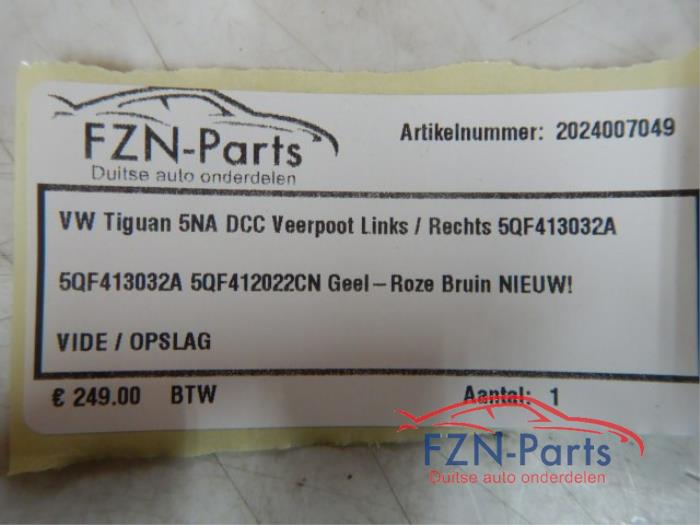 FZN-Parts
Duitse auto onderdelen
Artikelnummer: 2024007049
VW Tiguan 5NA DCC Veerpoot Links / Rechts 5QF413032A
5QF413032A 5QF412022CN Geel-Roze Bruin NIEUW!
VIDE / OPSLAG
€ 249.00 BTW
Aantal: 1
FZN-Parts
Duitse auto onderdelen